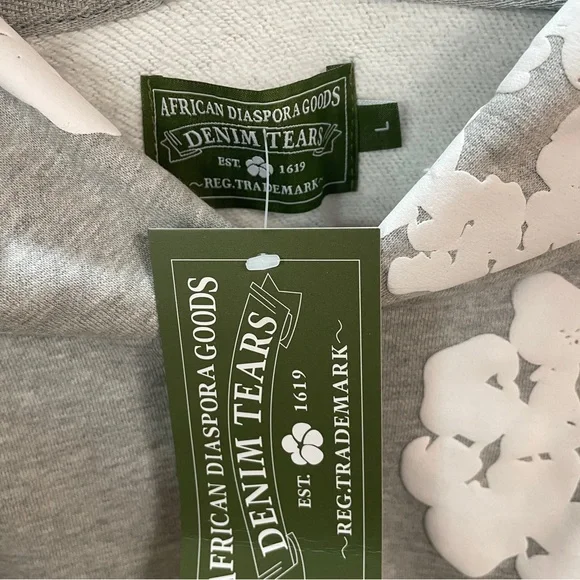 AFRICAN DIASPORA GOODS
DENIM TEARS
EST. 1619
~REG.TRADEMARK~
L
AFRICAN DIASPORA GOODS
DENIM TEARS
EST. 1619
~REG.TRADEMARK~